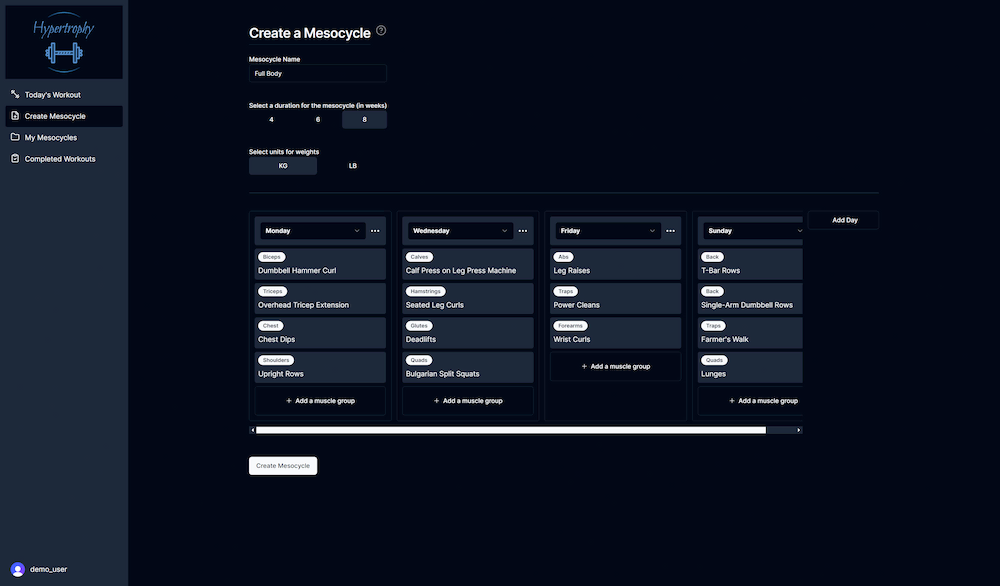 Hypertrophy
Today's Workout
Create Mesocycle
My Mesocycles
Completed Workouts
demo_user
Create a Mesocycle ?
Mesocycle Name
Full Body
Select a duration for the mesocycle (in weeks)
4 6 8
Select units for weights
KG LB
Monday
Biceps
Dumbbell Hammer Curl
Triceps
Overhead Tricep Extension
Chest
Chest Dips
Shoulders
Upright Rows
+ Add a muscle group
Wednesday
Calves
Calf Press on Leg Press Machine
Hamstrings
Seated Leg Curls
Glutes
Deadlifts
Quads
Bulgarian Split Squats
+ Add a muscle group
Friday
Abs
Leg Raises
Traps
Power Cleans
Forearms
Wrist Curls
+ Add a muscle group
Sunday
Back
T-Bar Rows
Back
Single-Arm Dumbbell Rows
Traps
Farmer's Walk
Quads
Lunges
+ Add a muscle group
Add Day
Create Mesocycle